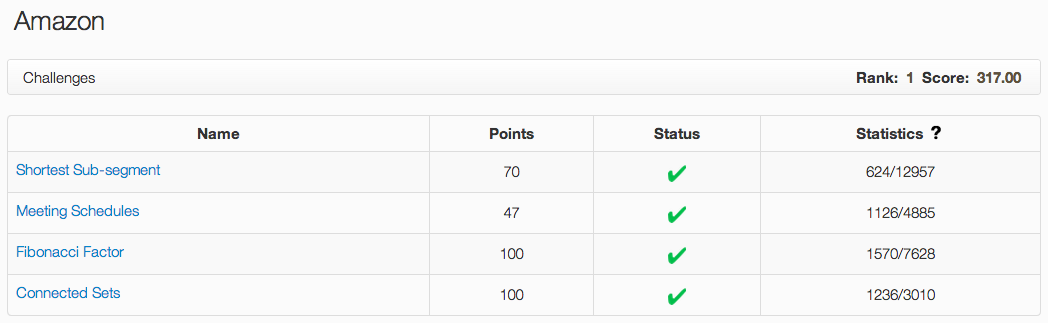 Amazon
Challenges Rank: 1 Score: 317.00
Name Points Status Statistics ?
Shortest Sub-segment 70 ✔ 624/12957
Meeting Schedules 47 ✔ 1126/4885
Fibonacci Factor 100 ✔ 1570/7628
Connected Sets 100 ✔ 1236/3010